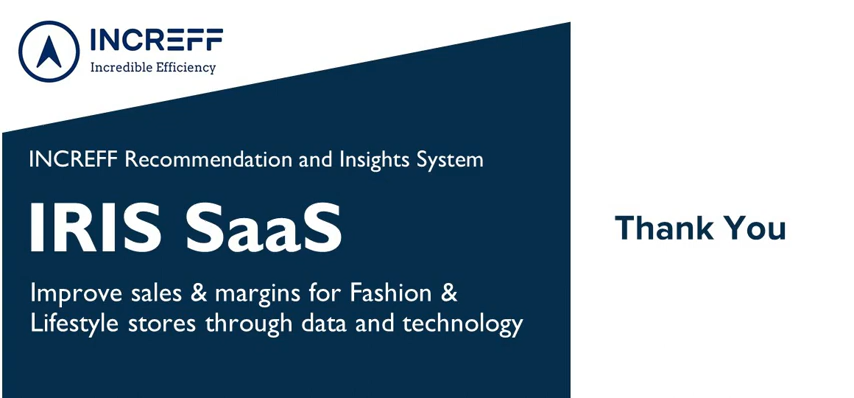 INCREFF
Incredible Efficiency
INCREFF Recommendation and Insights System
IRIS SaaS
Improve sales & margins for Fashion &
Lifestyle stores through data and technology
Thank You